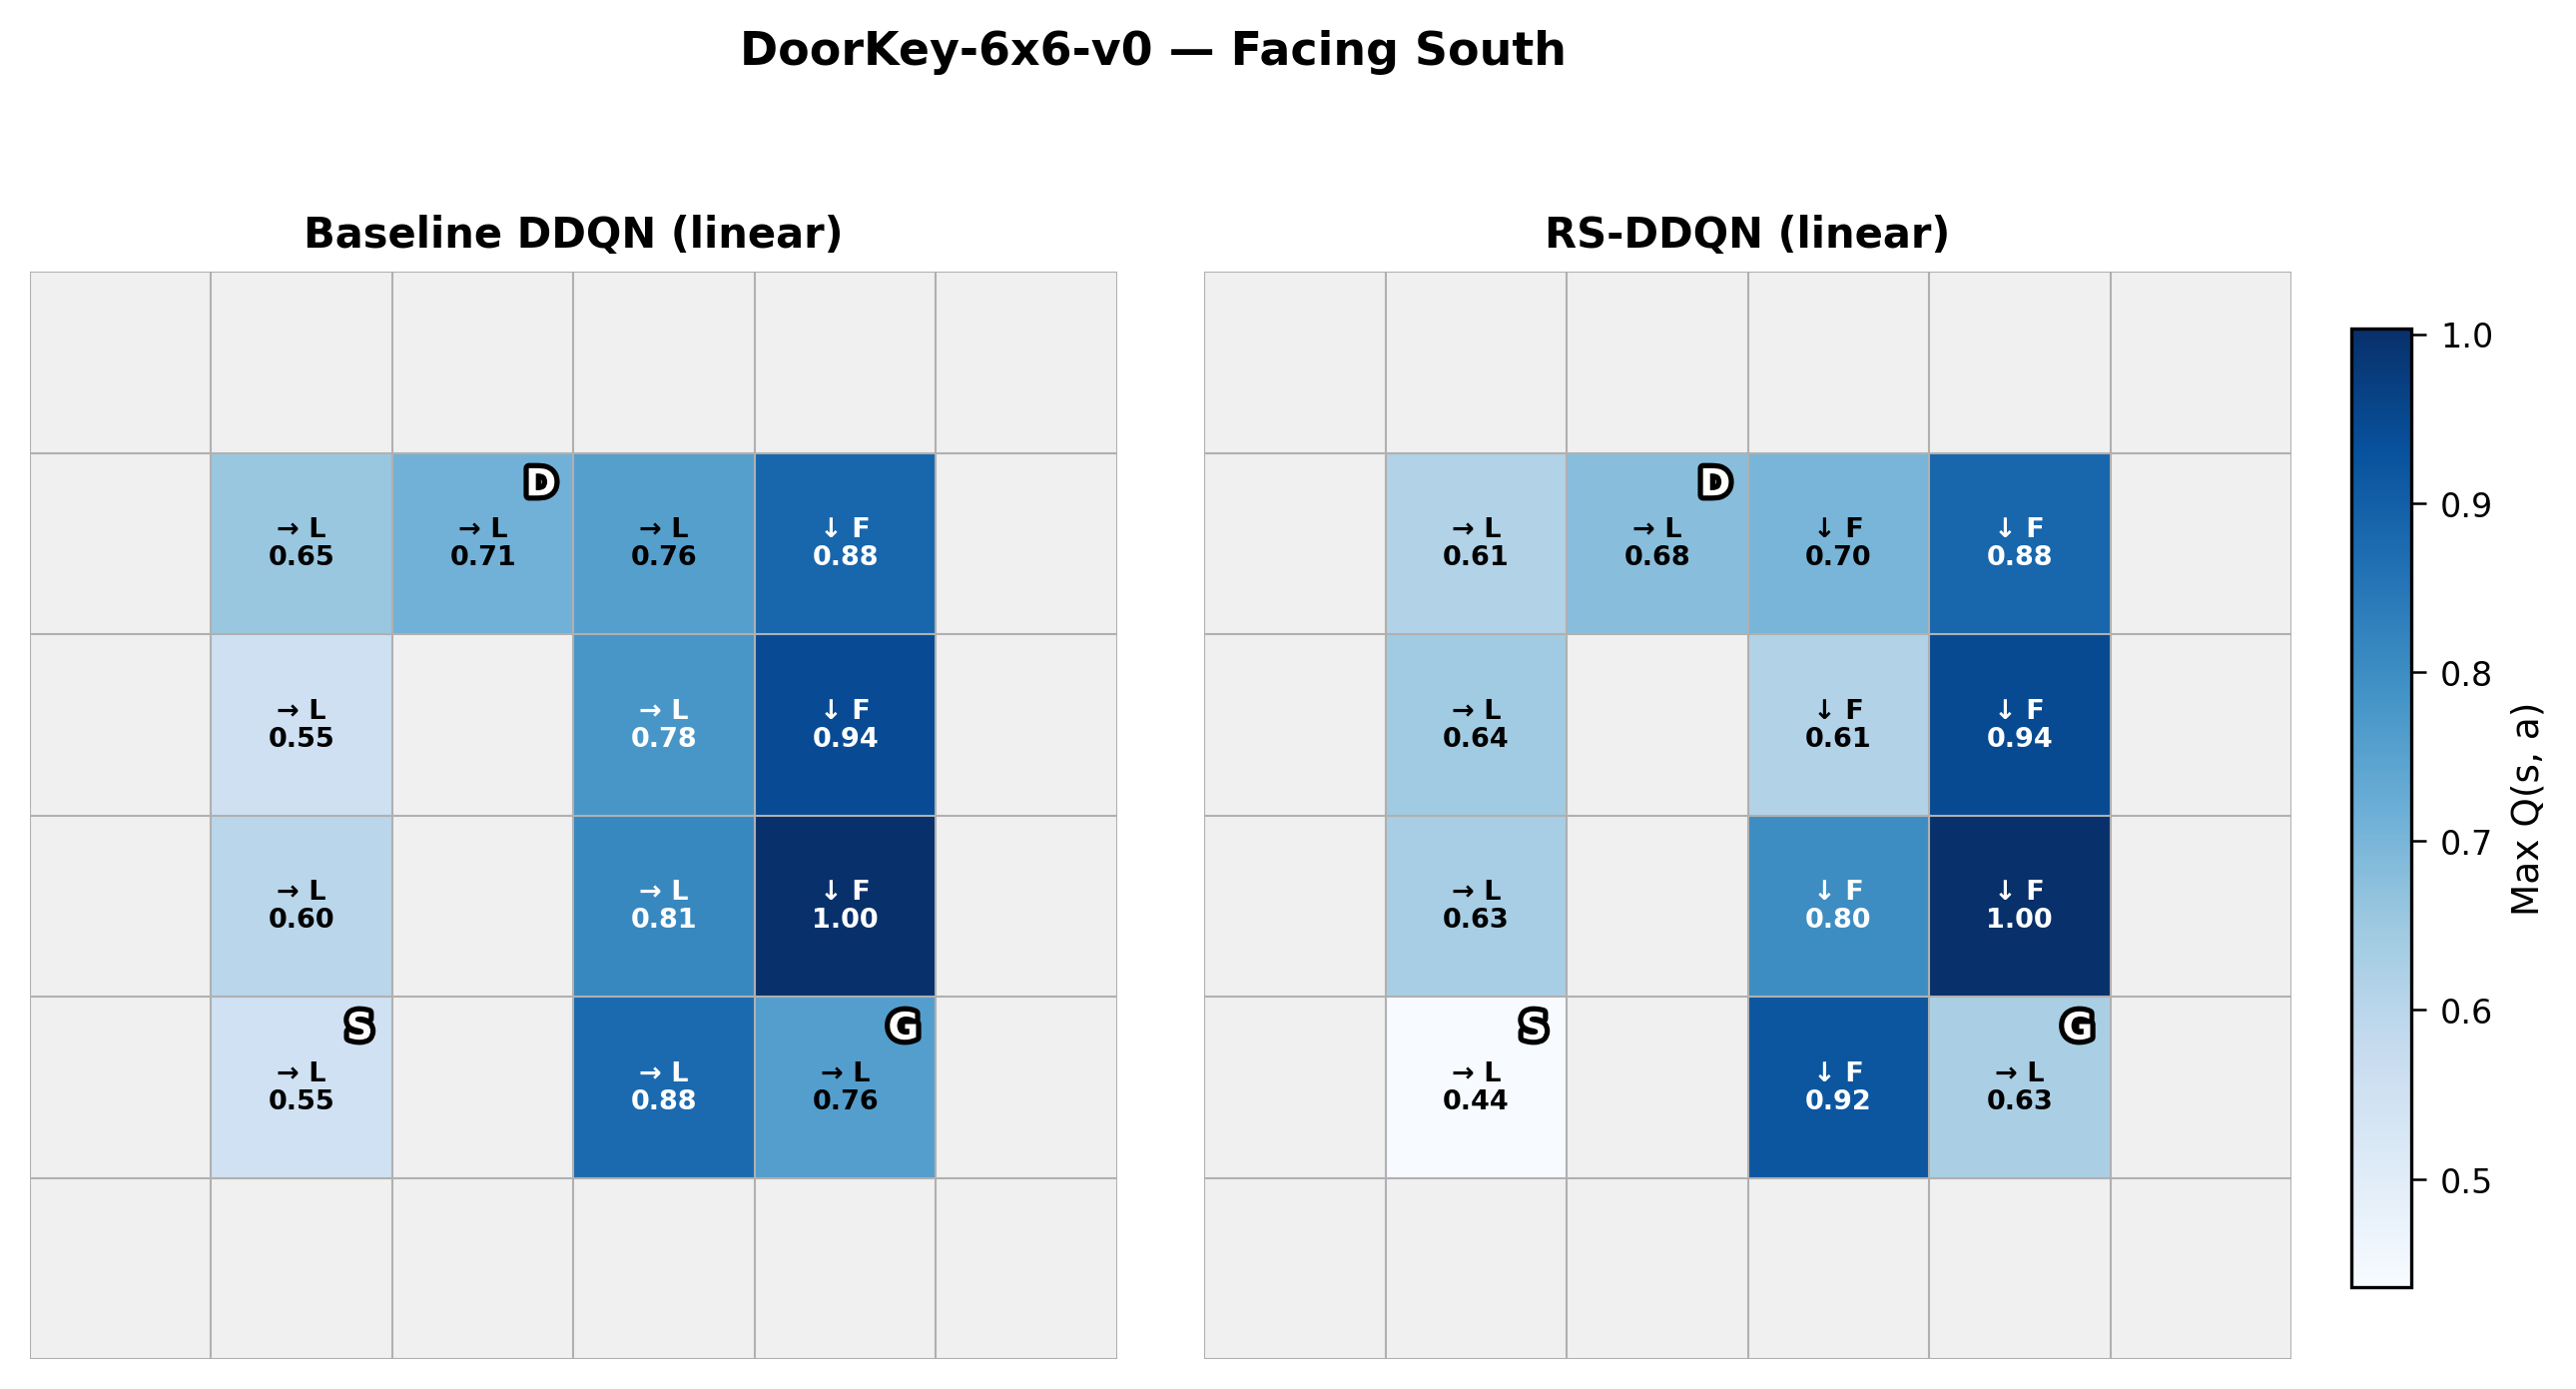 DoorKey-6x6-v0 — Facing South
Baseline DDQN (linear)
D
→ L
0.65
→ L
0.71
→ L
0.76
↓ F
0.88
→ L
0.55
→ L
0.78
↓ F
0.94
→ L
0.60
→ L
0.81
↓ F
1.00
S
→ L
0.55
→ L
0.88
G
→ L
0.76
RS-DDQN (linear)
D
→ L
0.61
→ L
0.68
↓ F
0.70
↓ F
0.88
→ L
0.64
↓ F
0.61
↓ F
0.94
→ L
0.63
↓ F
0.80
↓ F
1.00
S
→ L
0.44
↓ F
0.92
G
→ L
0.63
1.0
0.9
0.8
0.7
0.6
0.5
Max Q(s, a)